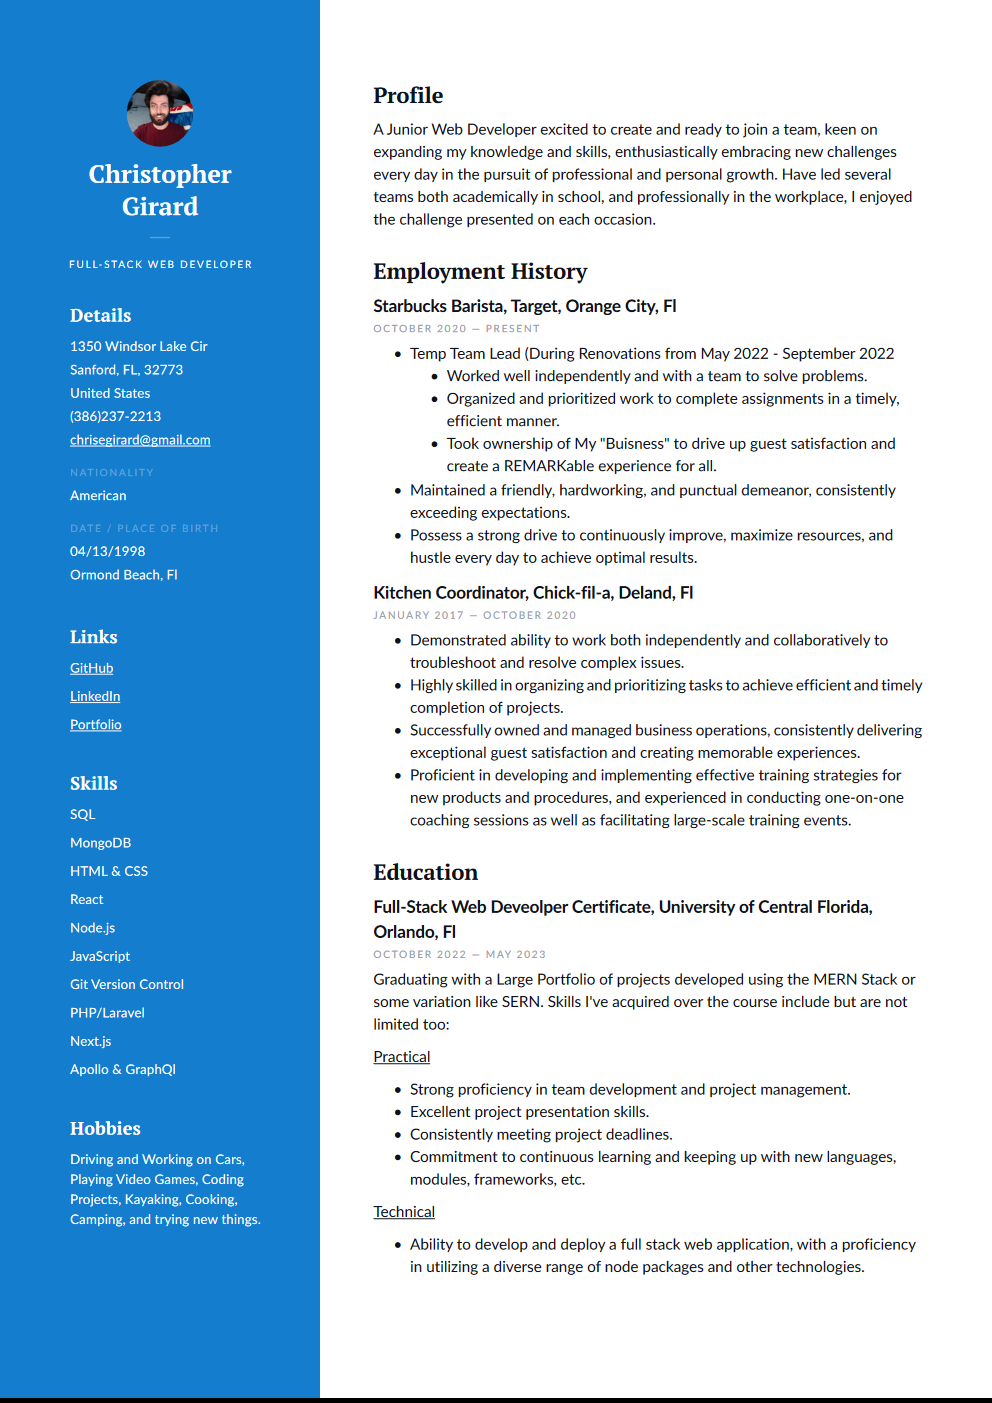 Christopher
Girard
FULL-STACK WEB DEVELOPER
Details
1350 Windsor Lake Cir
Sanford, FL, 32773
United States
(386)237-2213
chrisegirard@gmail.com
NATIONALITY
American
DATE / PLACE OF BIRTH
04/13/1998
Ormond Beach, Fl
Links
GitHub
LinkedIn
Portfolio
Skills
SQL
MongoDB
HTML & CSS
React
Node.js
JavaScript
Git Version Control
PHP/Laravel
Next.js
Apollo & GraphQl
Hobbies
Driving and Working on Cars,
Playing Video Games, Coding
Projects, Kayaking, Cooking,
Camping, and trying new things.
Profile
A Junior Web Developer excited to create and ready to join a team, keen on
expanding my knowledge and skills, enthusiastically embracing new challenges
every day in the pursuit of professional and personal growth. Have led several
teams both academically in school, and professionally in the workplace, I enjoyed
the challenge presented on each occasion.
Employment History
Starbucks Barista, Target, Orange City, Fl
OCTOBER 2020 — PRESENT
• Temp Team Lead (During Renovations from May 2022 - September 2022
• Worked well independently and with a team to solve problems.
• Organized and prioritized work to complete assignments in a timely,
efficient manner.
• Took ownership of My "Buisness" to drive up guest satisfaction and
create a REMARKable experience for all.
• Maintained a friendly, hardworking, and punctual demeanor, consistently
exceeding expectations.
• Possess a strong drive to continuously improve, maximize resources, and
hustle every day to achieve optimal results.
Kitchen Coordinator, Chick-fil-a, Deland, Fl
JANUARY 2017 — OCTOBER 2020
• Demonstrated ability to work both independently and collaboratively to
troubleshoot and resolve complex issues.
• Highly skilled in organizing and prioritizing tasks to achieve efficient and timely
completion of projects.
• Successfully owned and managed business operations, consistently delivering
exceptional guest satisfaction and creating memorable experiences.
• Proficient in developing and implementing effective training strategies for
new products and procedures, and experienced in conducting one-on-one
coaching sessions as well as facilitating large-scale training events.
Education
Full-Stack Web Deveolper Certificate, University of Central Florida,
Orlando, Fl
OCTOBER 2022 — MAY 2023
Graduating with a Large Portfolio of projects developed using the MERN Stack or
some variation like SERN. Skills I've acquired over the course include but are not
limited too:
Practical
• Strong proficiency in team development and project management.
• Excellent project presentation skills.
• Consistently meeting project deadlines.
• Commitment to continuous learning and keeping up with new languages,
modules, frameworks, etc.
Technical
• Ability to develop and deploy a full stack web application, with a proficiency
in utilizing a diverse range of node packages and other technologies.